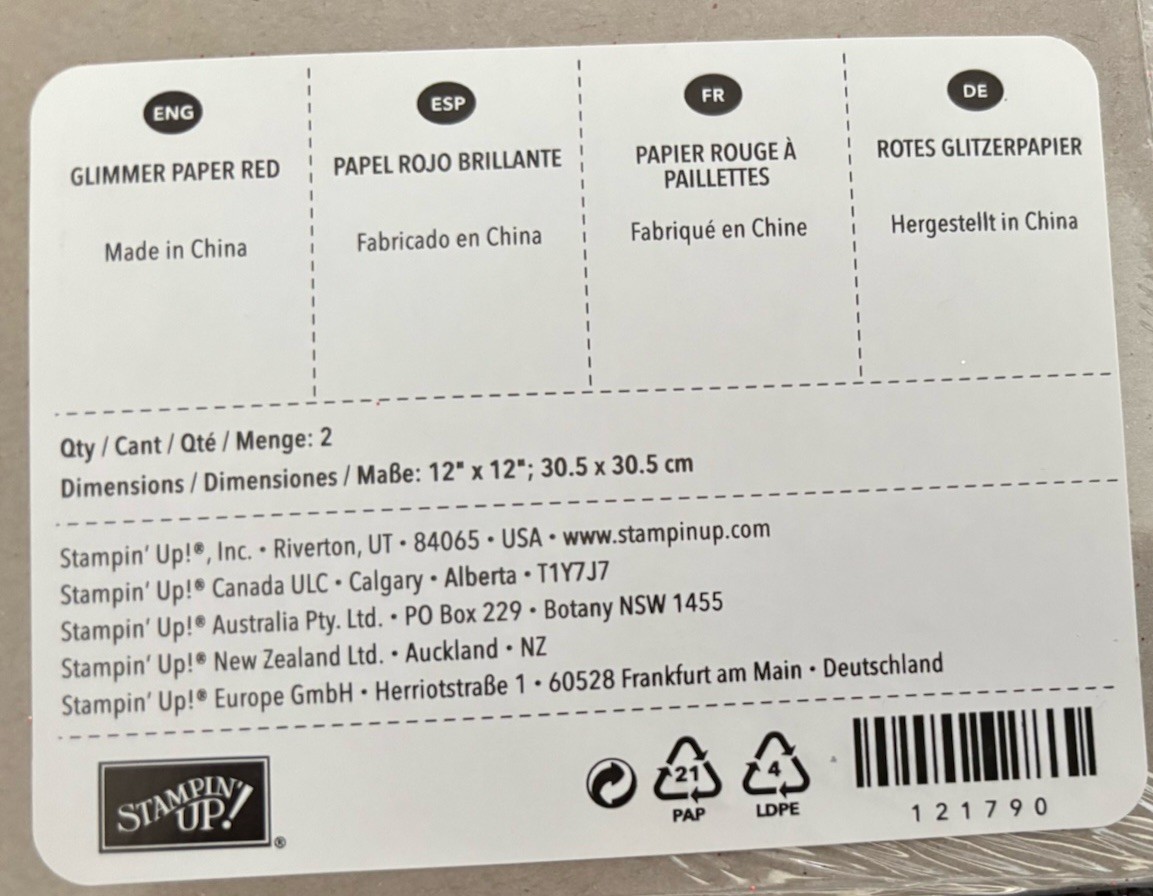 ENG
GLIMMER PAPER RED
Made in China
ESP
PAPEL ROJO BRILLANTE
Fabricado en China
FR
PAPIER ROUGE À
PAILLETTES
Fabriqué en Chine
DE
ROTES GLITZERPAPIER
Hergestellt in China
Qty / Cant / Qté / Menge: 2
Dimensions / Dimensiones / Maße: 12" x 12"; 30.5 x 30.5 cm
Stampin' Up!®, Inc. • Riverton, UT • 84065 • USA • www.stampinup.com
Stampin' Up!® Canada ULC • Calgary • Alberta • T1Y7J7
Stampin' Up!® Australia Pty. Ltd. • PO Box 229 • Botany NSW 1455
Stampin' Up!® New Zealand Ltd. • Auckland • NZ
Stampin' Up!® Europe GmbH • Herriotstraße 1 • 60528 Frankfurt am Main • Deutschland
STAMPIN'
UP!
®
21
PAP
4
LDPE
121790